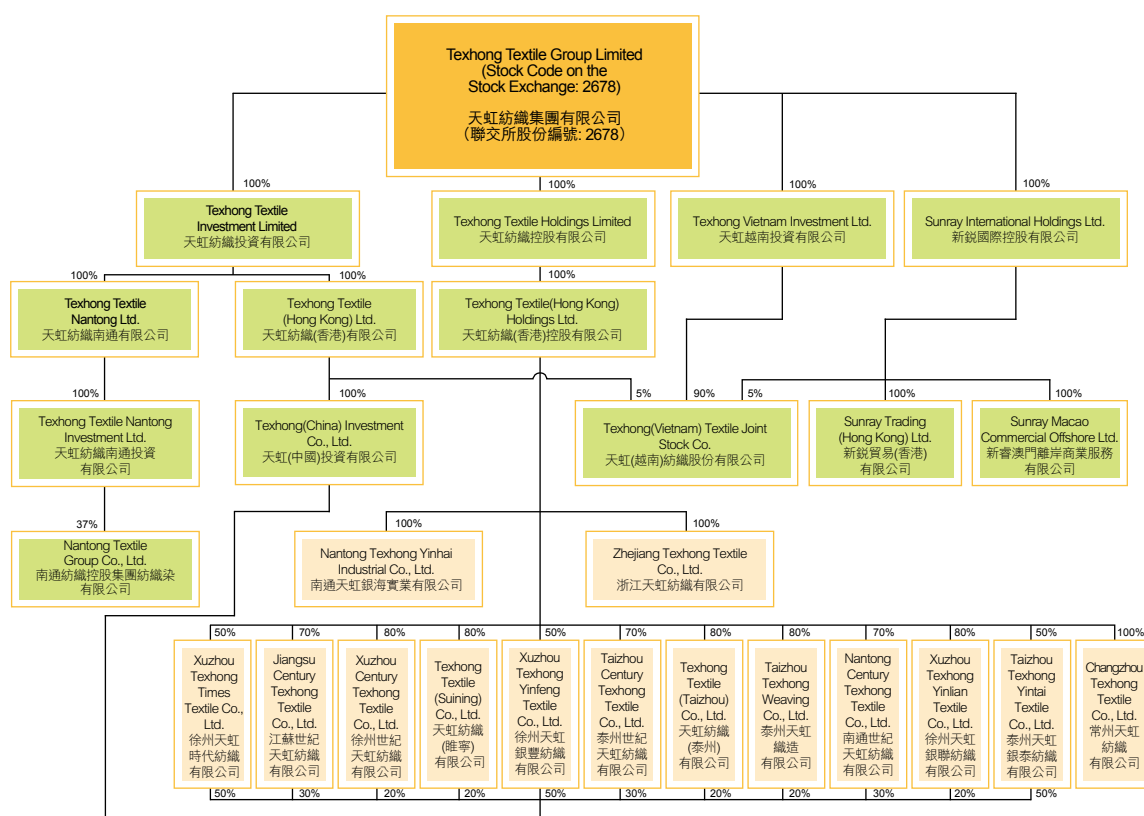 Texhong Textile Group Limited
(Stock Code on the
Stock Exchange: 2678)
天虹紡織集團有限公司
（聯交所股份編號: 2678）
100%
100%
100%
100%
Texhong Textile
Investment Limited
天虹紡織投資有限公司
Texhong Textile Holdings Limited
天虹紡織控股有限公司
Texhong Vietnam Investment Ltd.
天虹越南投資有限公司
Sunray International Holdings Ltd.
新銳國際控股有限公司
100%
100%
100%
Texhong Textile
Nantong Ltd.
天虹紡織南通有限公司
Texhong Textile
(Hong Kong) Ltd.
天虹紡織(香港)有限公司
Texhong Textile(Hong Kong)
Holdings Ltd.
天虹紡織(香港)控股有限公司
100%
100%
5%
90%
5%
100%
100%
Texhong Textile Nantong
Investment Ltd.
天虹紡織南通投資
有限公司
Texhong(China) Investment
Co., Ltd.
天虹(中國)投資有限公司
Texhong(Vietnam) Textile Joint
Stock Co.
天虹(越南)紡織股份有限公司
Sunray Trading
(Hong Kong) Ltd.
新銳貿易(香港)
有限公司
Sunray Macao
Commercial Offshore Ltd.
新睿澳門離岸商業服務
有限公司
37%
100%
100%
Nantong Textile
Group Co., Ltd.
南通紡織控股集團紡織染
有限公司
Nantong Texhong Yinhai
Industrial Co., Ltd.
南通天虹銀海實業有限公司
Zhejiang Texhong Textile
Co., Ltd.
浙江天虹紡織有限公司
50%
70%
80%
80%
50%
70%
80%
80%
70%
80%
50%
100%
Xuzhou
Texhong
Times
Textile Co.,
Ltd.
徐州天虹
時代紡織
有限公司
Jiangsu
Century
Texhong
Textile
Co., Ltd.
江蘇世紀
天虹紡織
有限公司
Xuzhou
Century
Texhong
Textile
Co., Ltd.
徐州世紀
天虹紡織
有限公司
Texhong
Textile
(Suining)
Co., Ltd.
天虹紡織
(睢寧)
有限公司
Xuzhou
Texhong
Yinfeng
Textile
Co., Ltd.
徐州天虹
銀豐紡織
有限公司
Taizhou
Century
Texhong
Textile
Co., Ltd.
泰州世紀
天虹紡織
有限公司
Texhong
Textile
(Taizhou)
Co., Ltd.
天虹紡織
(泰州)
有限公司
Taizhou
Texhong
Weaving
Co., Ltd.
泰州天虹
織造
有限公司
Nantong
Century
Texhong
Textile
Co., Ltd.
南通世紀
天虹紡織
有限公司
Xuzhou
Texhong
Yinlian
Textile
Co., Ltd.
徐州天虹
銀聯紡織
有限公司
Taizhou
Texhong
Yintai
Textile
Co., Ltd.
泰州天虹
銀泰紡織
有限公司
Changzhou
Texhong
Textile
Co., Ltd.
常州天虹
紡織
有限公司
50%
30%
20%
20%
50%
30%
20%
20%
30%
20%
50%